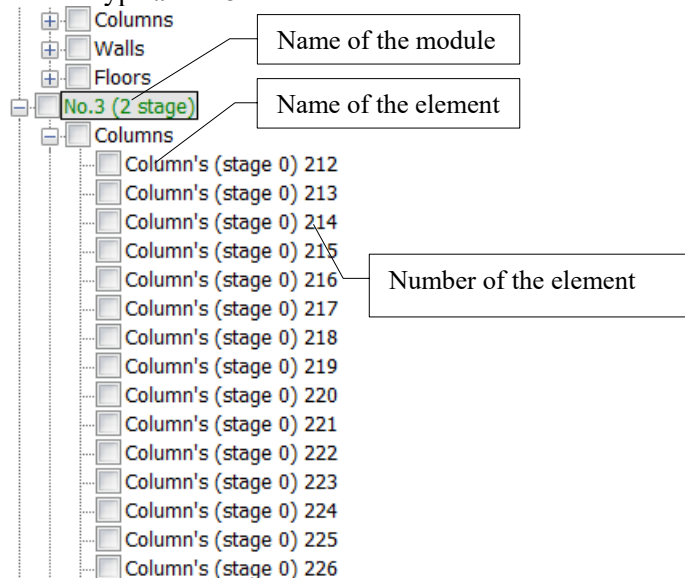 Columns
Name of the module
Walls
Floors
No.3 (2 stage)
Name of the element
Columns
Column's (stage 0) 212
Column's (stage 0) 213
Column's (stage 0) 214
Column's (stage 0) 215
Number of the element
Column's (stage 0) 216
Column's (stage 0) 217
Column's (stage 0) 218
Column's (stage 0) 219
Column's (stage 0) 220
Column's (stage 0) 221
Column's (stage 0) 222
Column's (stage 0) 223
Column's (stage 0) 224
Column's (stage 0) 225
Column's (stage 0) 226